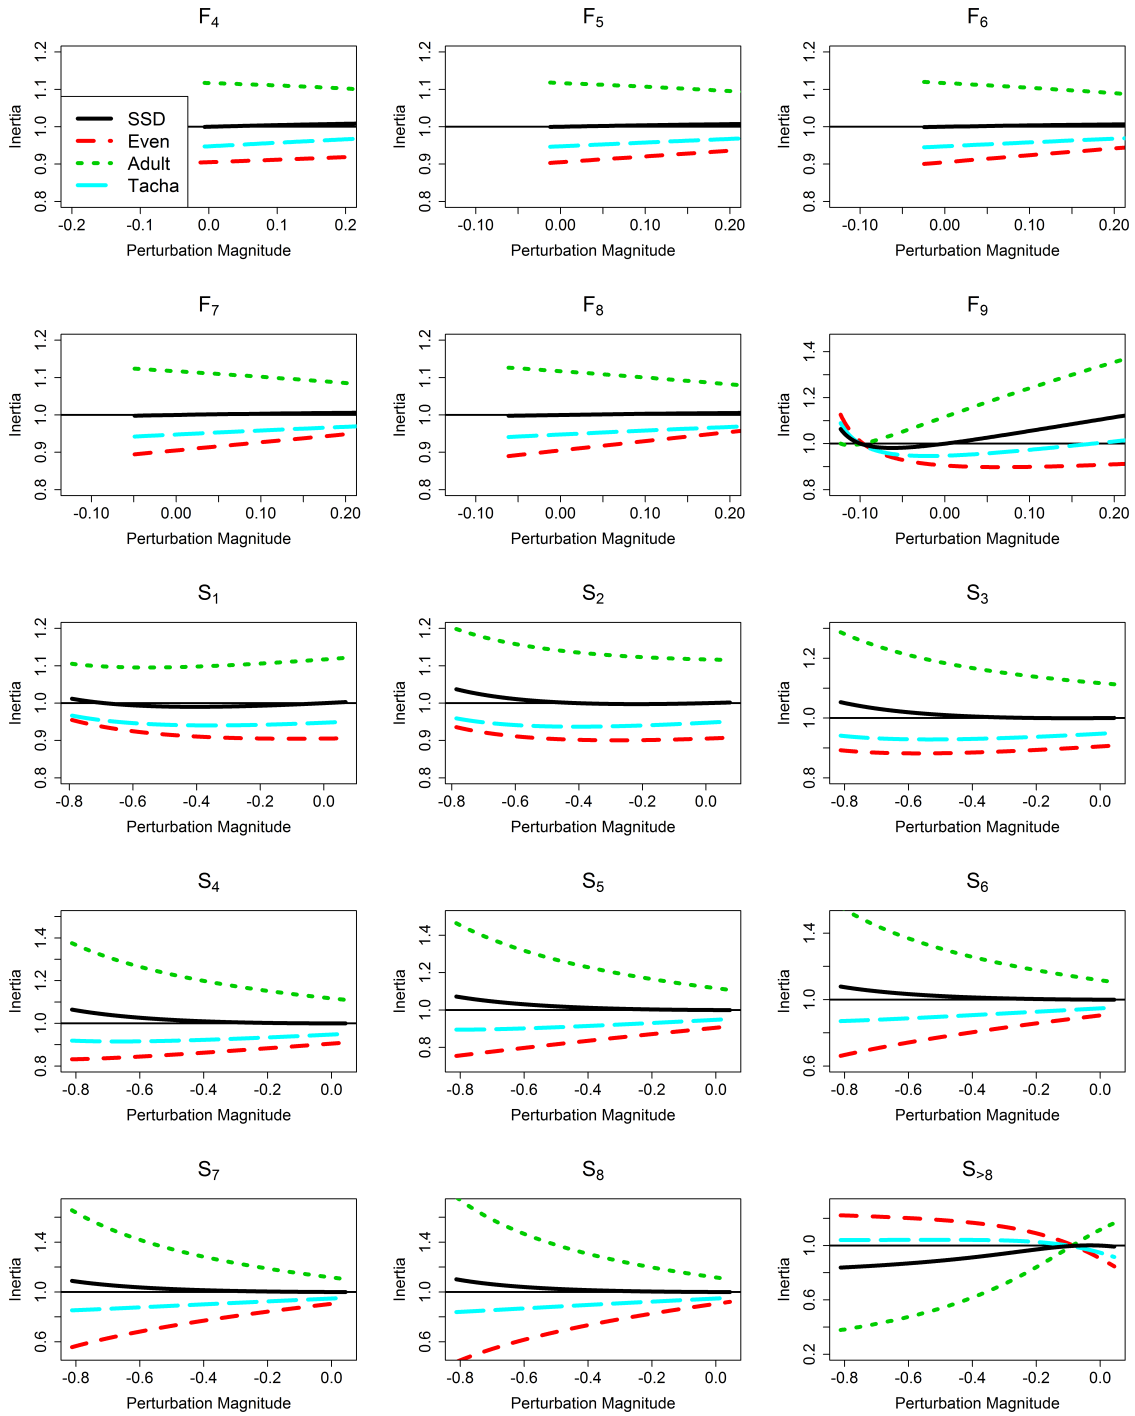 F4 F5 F6
Inertia
0.8 0.9 1.0 1.1 1.2
SSD
Even
Adult
Tacha
-0.2 -0.1 0.0 0.1 0.2
Perturbation Magnitude
Inertia
0.8 0.9 1.0 1.1 1.2
-0.10 0.00 0.10 0.20
Perturbation Magnitude
Inertia
0.8 0.9 1.0 1.1 1.2
-0.10 0.00 0.10 0.20
Perturbation Magnitude
F7 F8 F9
Inertia
0.8 0.9 1.0 1.1 1.2
-0.10 0.00 0.10 0.20
Perturbation Magnitude
Inertia
0.8 0.9 1.0 1.1 1.2
-0.10 0.00 0.10 0.20
Perturbation Magnitude
Inertia
0.8 1.0 1.2 1.4
-0.10 0.00 0.10 0.20
Perturbation Magnitude
S1 S2 S3
Inertia
0.8 0.9 1.0 1.1 1.2
-0.8 -0.6 -0.4 -0.2 0.0
Perturbation Magnitude
Inertia
0.8 0.9 1.0 1.1 1.2
-0.8 -0.6 -0.4 -0.2 0.0
Perturbation Magnitude
Inertia
0.8 1.0 1.2
-0.8 -0.6 -0.4 -0.2 0.0
Perturbation Magnitude
S4 S5 S6
Inertia
0.8 1.0 1.2 1.4
-0.8 -0.6 -0.4 -0.2 0.0
Perturbation Magnitude
Inertia
0.8 1.0 1.2 1.4
-0.8 -0.6 -0.4 -0.2 0.0
Perturbation Magnitude
Inertia
0.6 1.0 1.4
-0.8 -0.6 -0.4 -0.2 0.0
Perturbation Magnitude
S7 S8 S>8
Inertia
0.6 1.0 1.4
-0.8 -0.6 -0.4 -0.2 0.0
Perturbation Magnitude
Inertia
0.6 1.0 1.4
-0.8 -0.6 -0.4 -0.2 0.0
Perturbation Magnitude
Inertia
0.2 0.6 1.0
-0.8 -0.6 -0.4 -0.2 0.0
Perturbation Magnitude